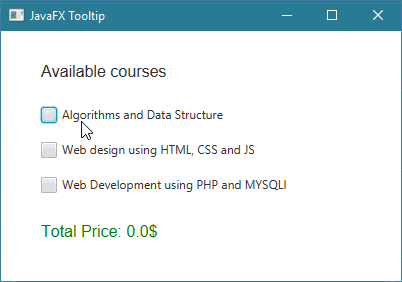 JavaFX Tooltip
Available courses
Algorithms and Data Structure
Web design using HTML, CSS and JS
Web Development using PHP and MYSQLI
Total Price: 0.0$